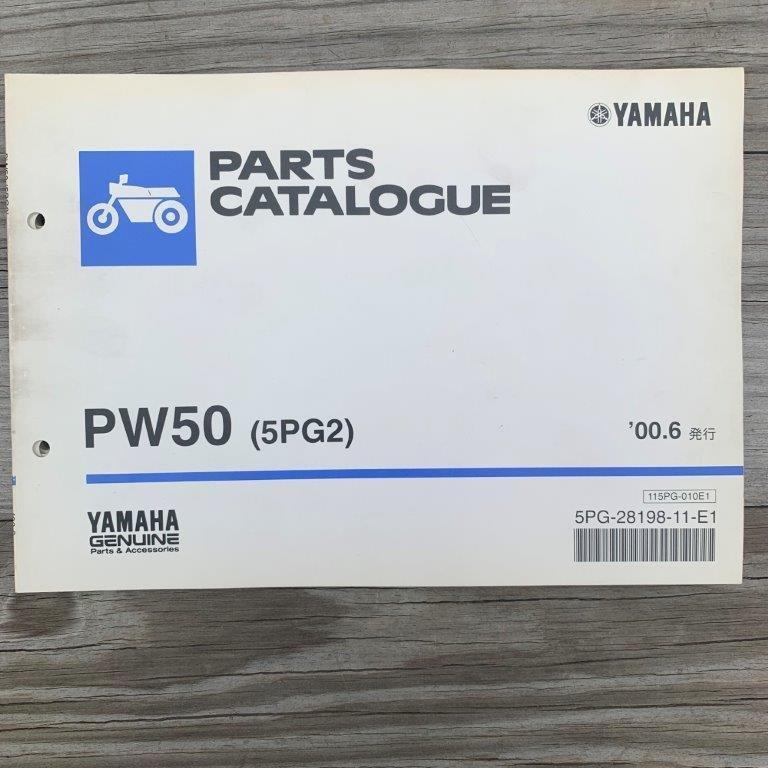 YAMAHA
PARTS
CATALOGUE
PW50 (5PG2)
'00.6 発行
115PG-010E1
5PG-28198-11-E1
YAMAHA
GENUINE
Parts & Accessories